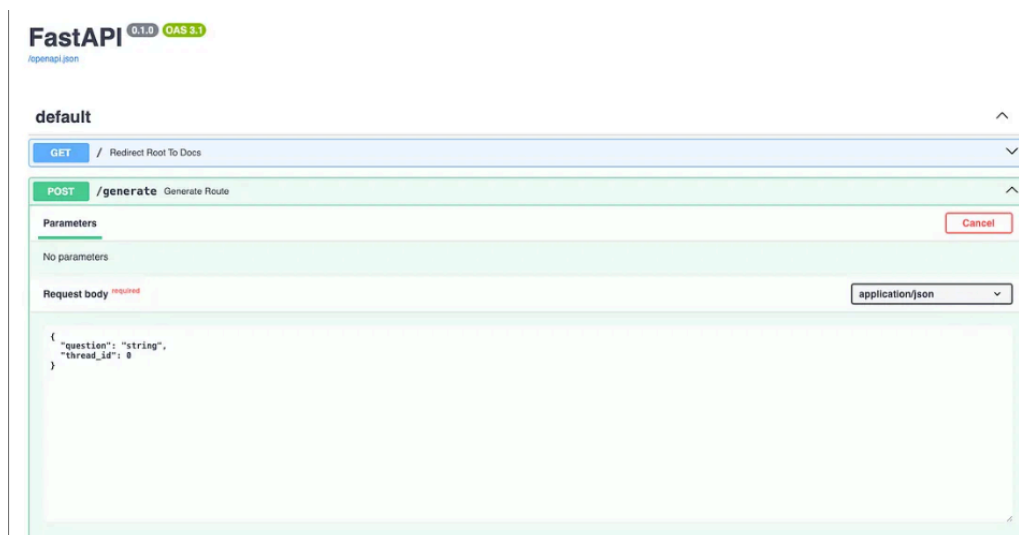 FastAPI 0.1.0 OAS 3.1
/openapi.json
default
GET / Redirect Root To Docs
POST /generate Generate Route
Parameters
Cancel
No parameters
Request body required
application/json
{
"question": "string",
"thread_id": 0
}